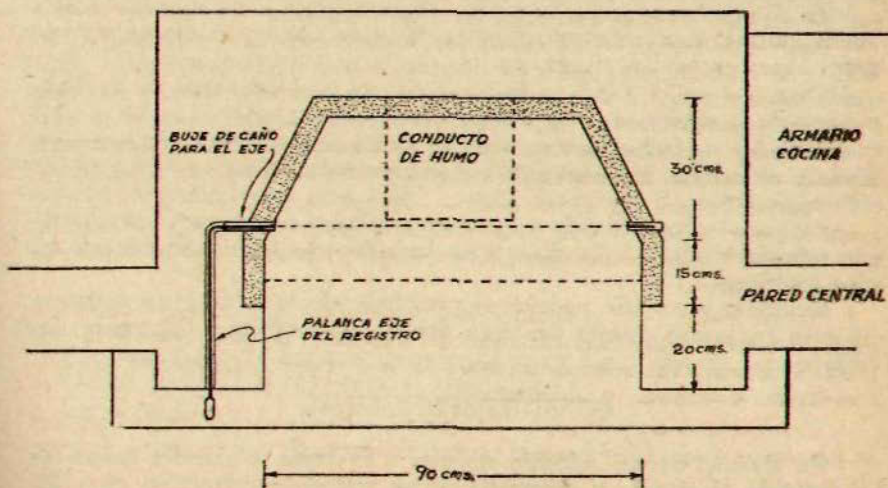 BUJE DE CAÑO
PARA EL EJE
CONDUCTO
DE HUMO
30 cms.
ARMARIO
COCINA
15 cms.
PARED CENTRAL
PALANCA EJE
DEL REGISTRO
20 cms.
90 cms.